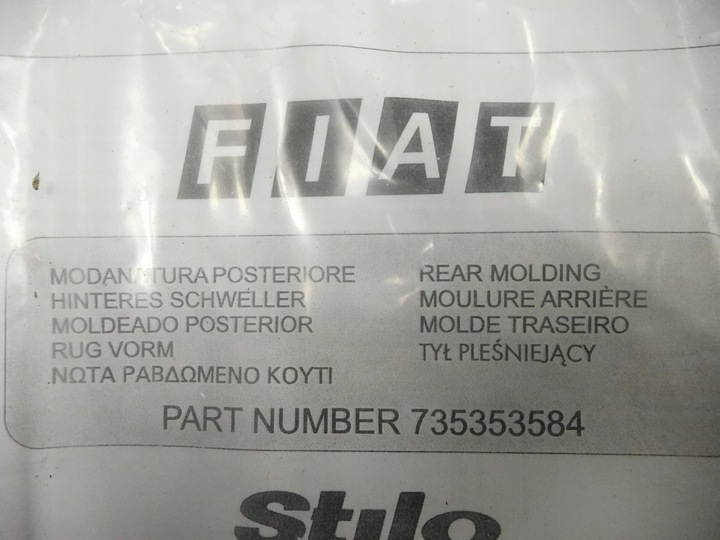 FIAT
MODANATURA POSTERIORE
HINTERES SCHWELLER
MOLDEADO POSTERIOR
RUG VORM
ΝΩΤΑ ΡΑΒΔΩΜΕΝΟ ΚΟΥΤΙ
REAR MOLDING
MOULURE ARRIÈRE
MOLDE TRASEIRO
TYŁ PLEŚNIEJĄCY
PART NUMBER 735353584
Stilo